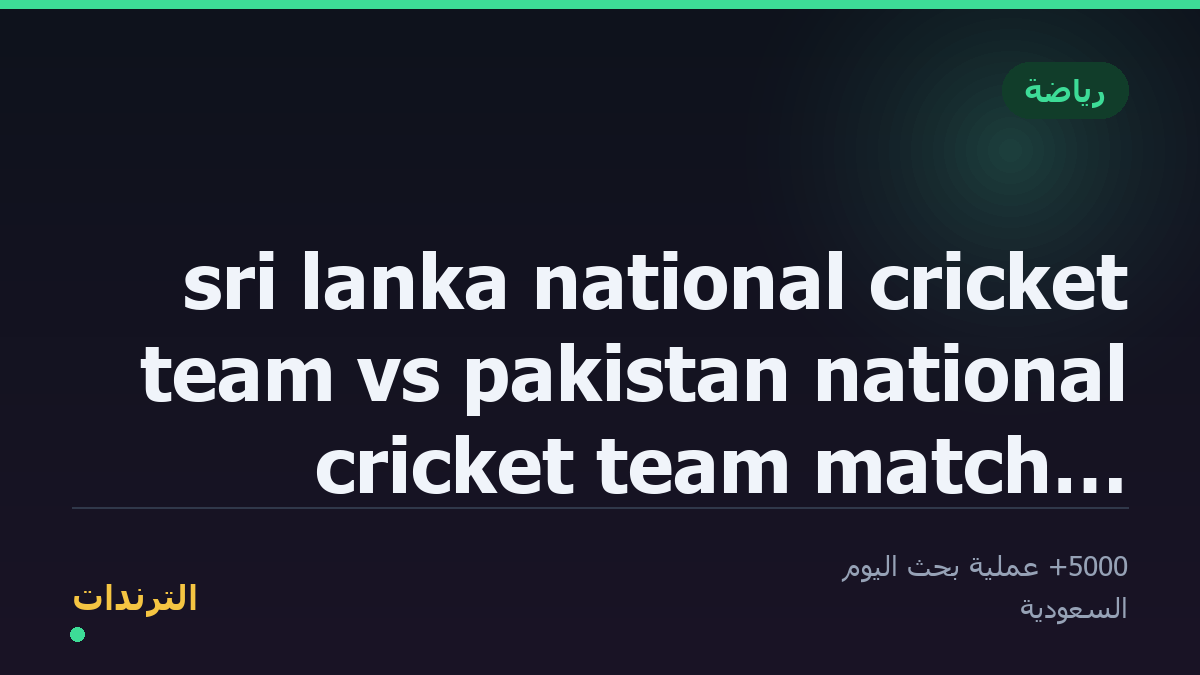 رياضة
sri lanka national cricket
team vs pakistan national
cricket team match...
5000+ عملية بحث اليوم
السعودية
الترندات